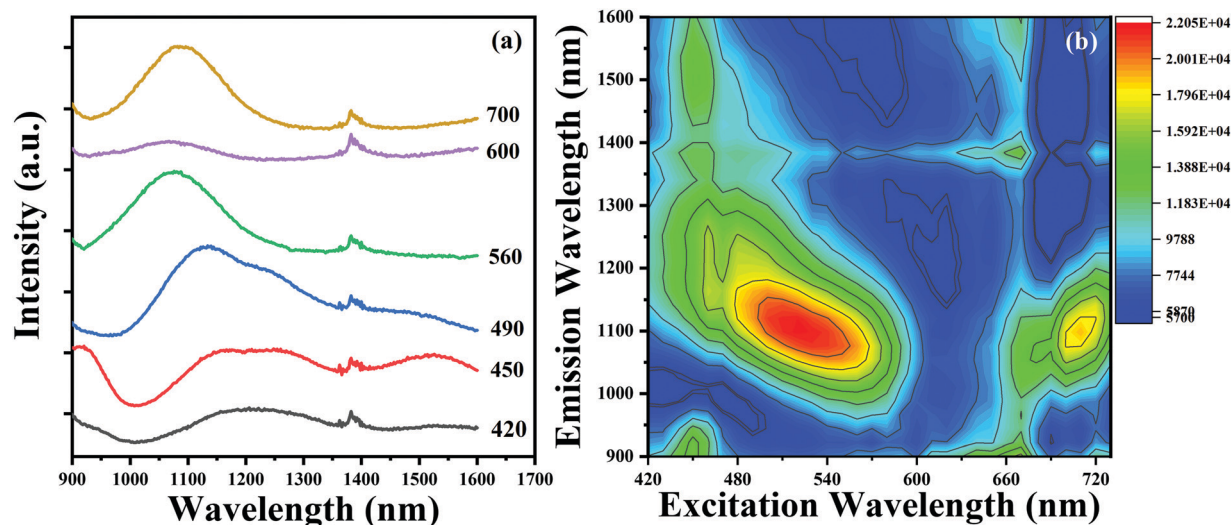 (a)
700
600
560
490
450
420
Intensity (a.u.)
900 1000 1100 1200 1300 1400 1500 1600 1700
Wavelength (nm)
(b)
Emission Wavelength (nm)
1600
1500
1400
1300
1200
1100
1000
900
420 480 540 600 660 720
Excitation Wavelength (nm)
2.205E+04
2.001E+04
1.796E+04
1.592E+04
1.388E+04
1.183E+04
9788
7744
5870
5700